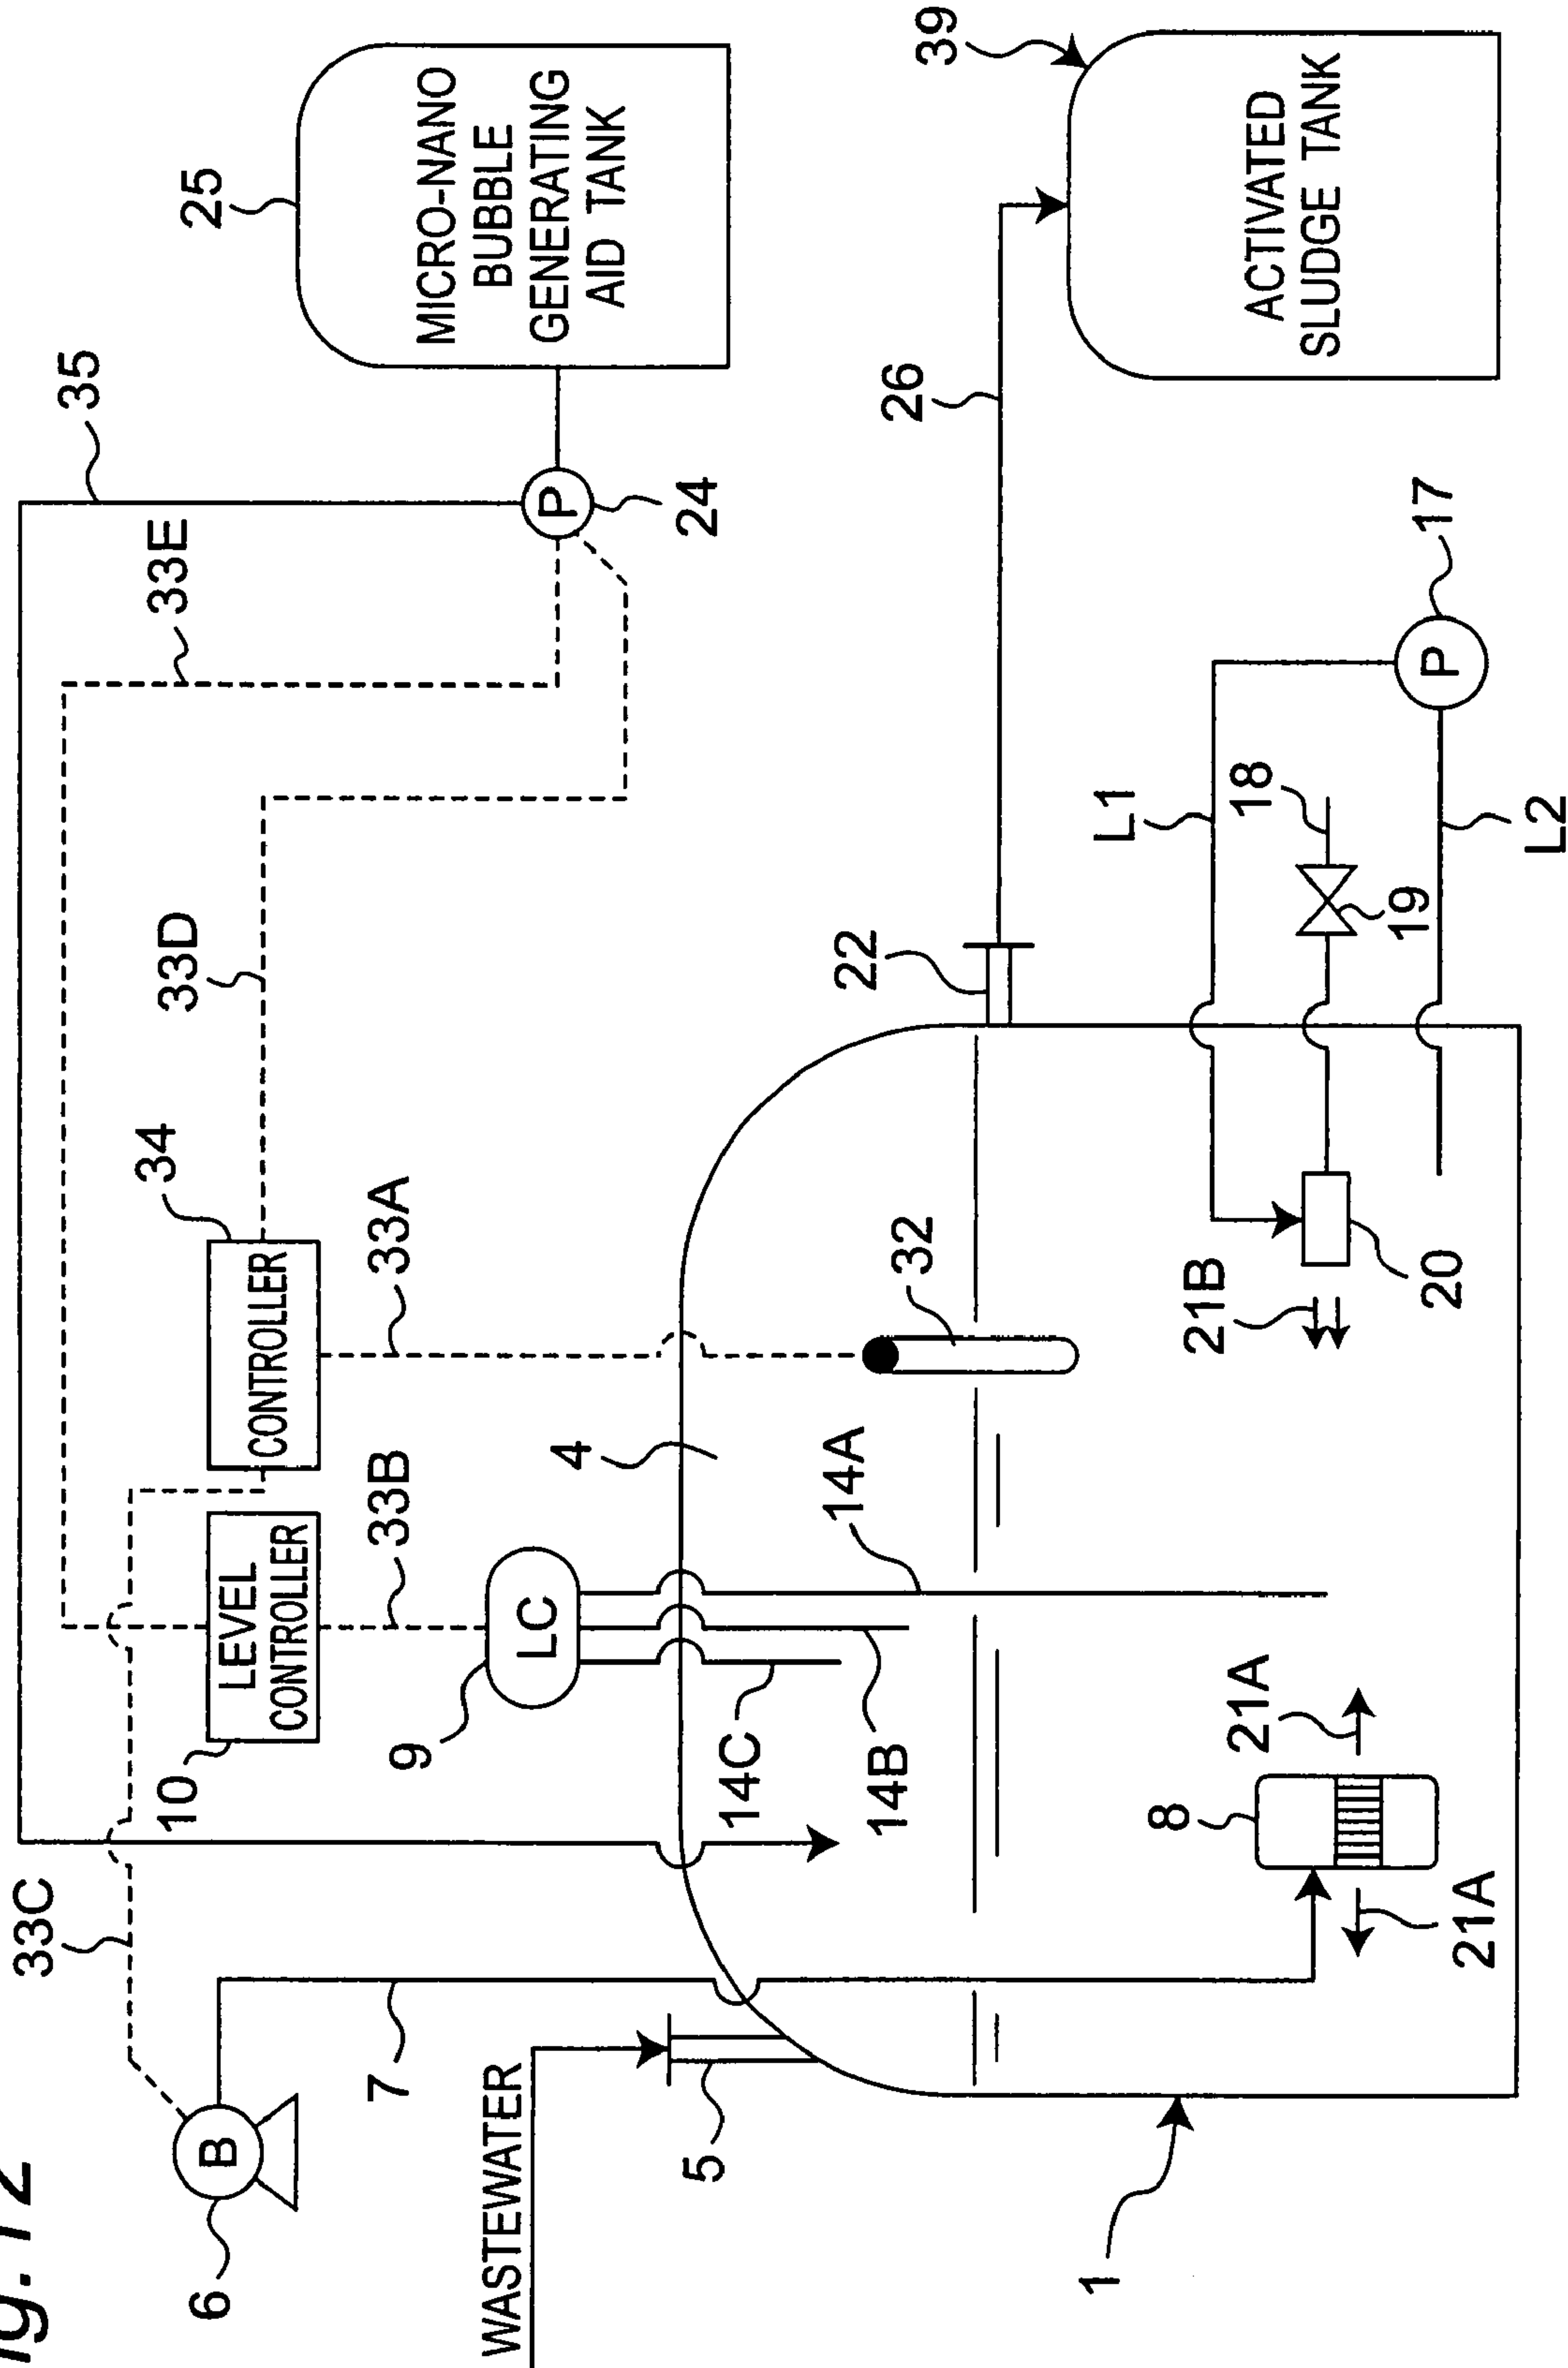 ig.12
33C
10
LEVEL
CONTROLLER
CONTROLLER
34
33D
33E
35
25
MICRO-NANO
BUBBLE
GENERATING
AID TANK
B
6
7
33B
33A
P
24
9
LC
WASTEWATER
5
4
14C
14B
14A
32
22
26
39
ACTIVATED
SLUDGE TANK
1
8
21A
21A
21B
20
L1
18
19
L2
P
17